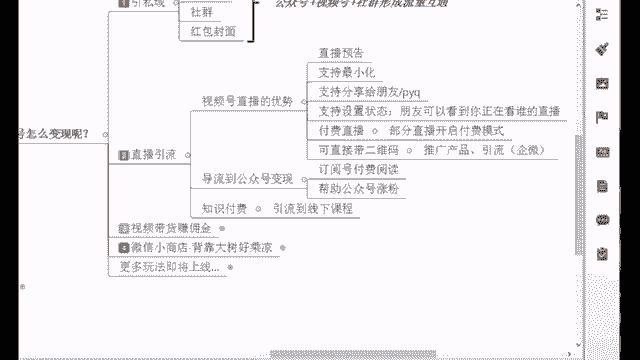 1 引私域
公众号+视频号+社群形成流量互通
社群
红包封面
号怎么变现呢?
2 直播引流
视频号直播的优势
直播预告
支持最小化
支持分享给朋友/pyq
支持设置状态:朋友可以看到你正在看谁的直播
付费直播 部分直播开启付费模式
可直接带二维码 推广产品、引流(企微)
导流到公众号变现
订阅号付费阅读
帮助公众号涨粉
知识付费 引流到线下课程
3 视频带货赚佣金
4 微信小商店-背靠大树好乘凉
更多玩法即将上线...